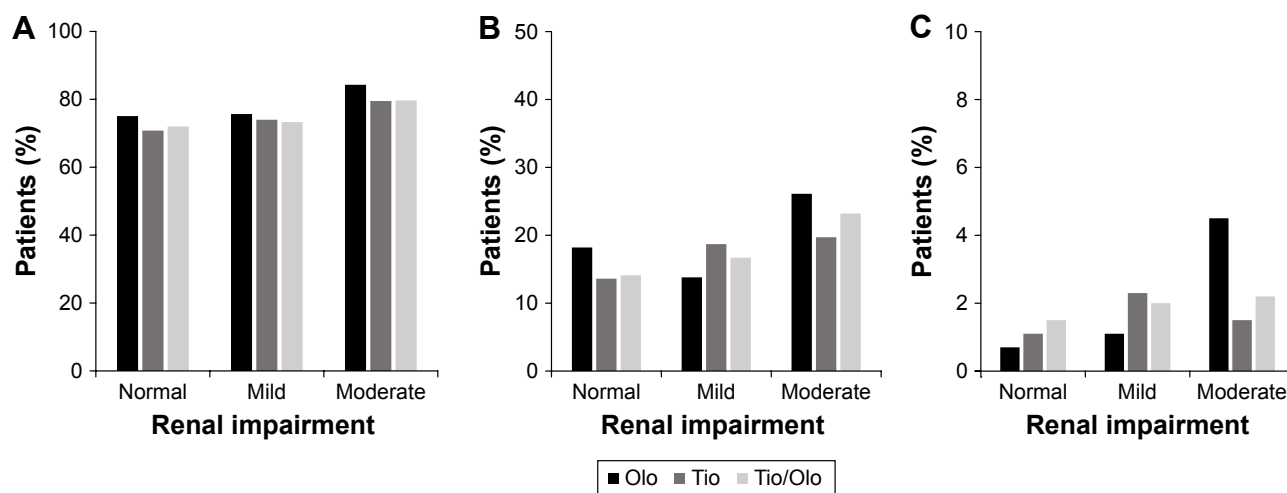 A
Patients (%)
100
80
60
40
20
0
Normal Mild Moderate
Renal impairment
B
Patients (%)
50
40
30
20
10
0
Normal Mild Moderate
Renal impairment
C
Patients (%)
10
8
6
4
2
0
Normal Mild Moderate
Renal impairment
Olo Tio Tio/Olo